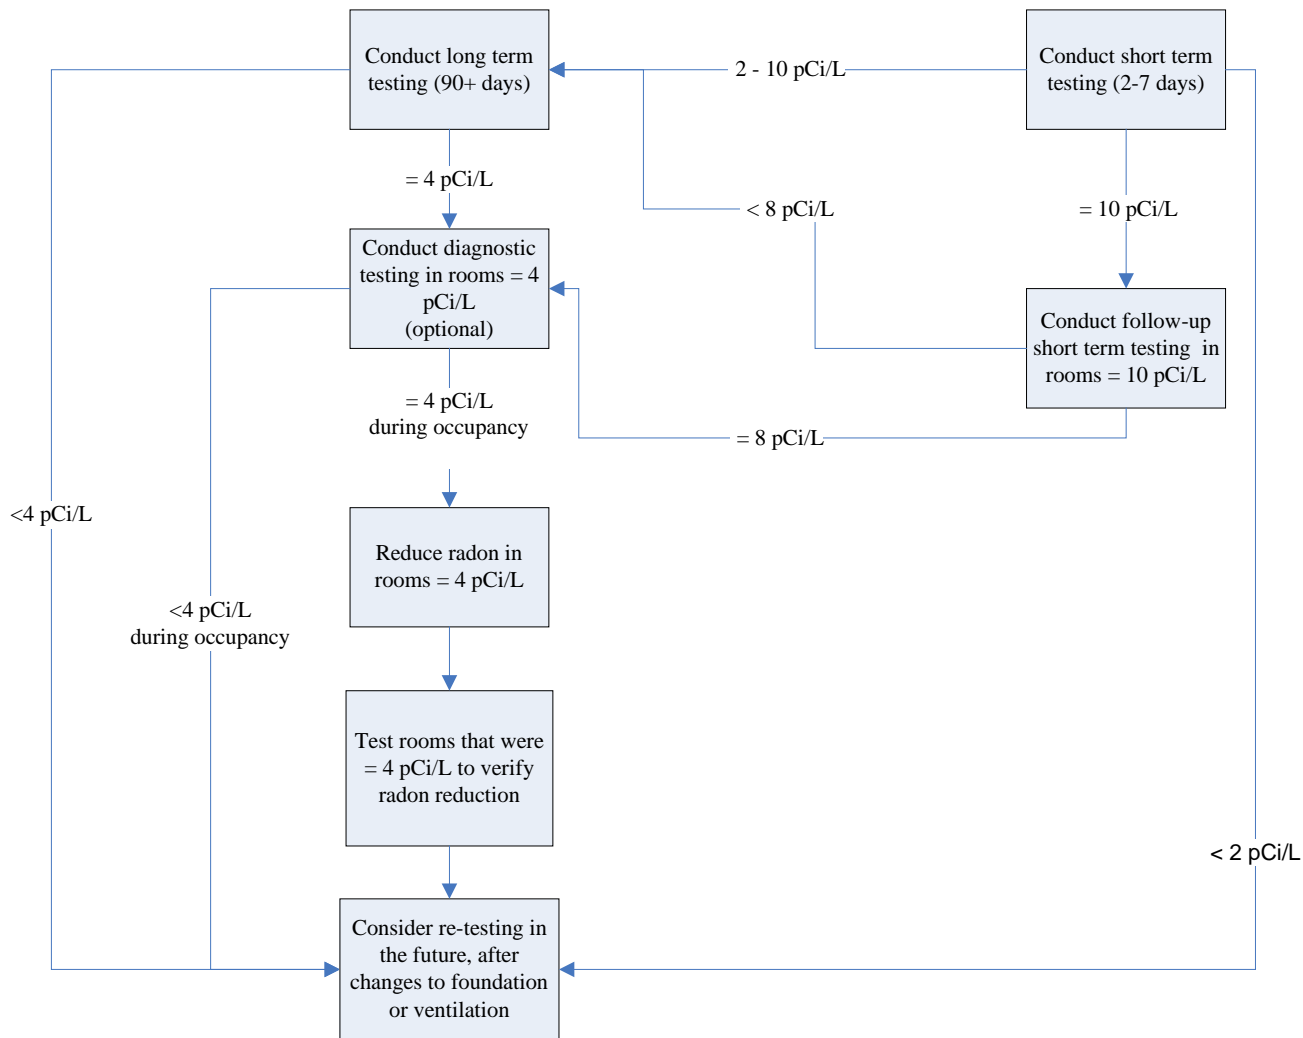 Conduct long term
testing (90+ days)
2 - 10 pCi/L
Conduct short term
testing (2-7 days)
= 4 pCi/L
< 8 pCi/L
= 10 pCi/L
Conduct diagnostic
testing in rooms = 4
pCi/L
(optional)
Conduct follow-up
short term testing  in
rooms = 10 pCi/L
= 4 pCi/L
during occupancy
= 8 pCi/L
<4 pCi/L
Reduce radon in
rooms = 4 pCi/L
<4 pCi/L
during occupancy
Test rooms that were
= 4 pCi/L to verify
radon reduction
< 2 pCi/L
Consider re-testing in
the future, after
changes to foundation
or ventilation